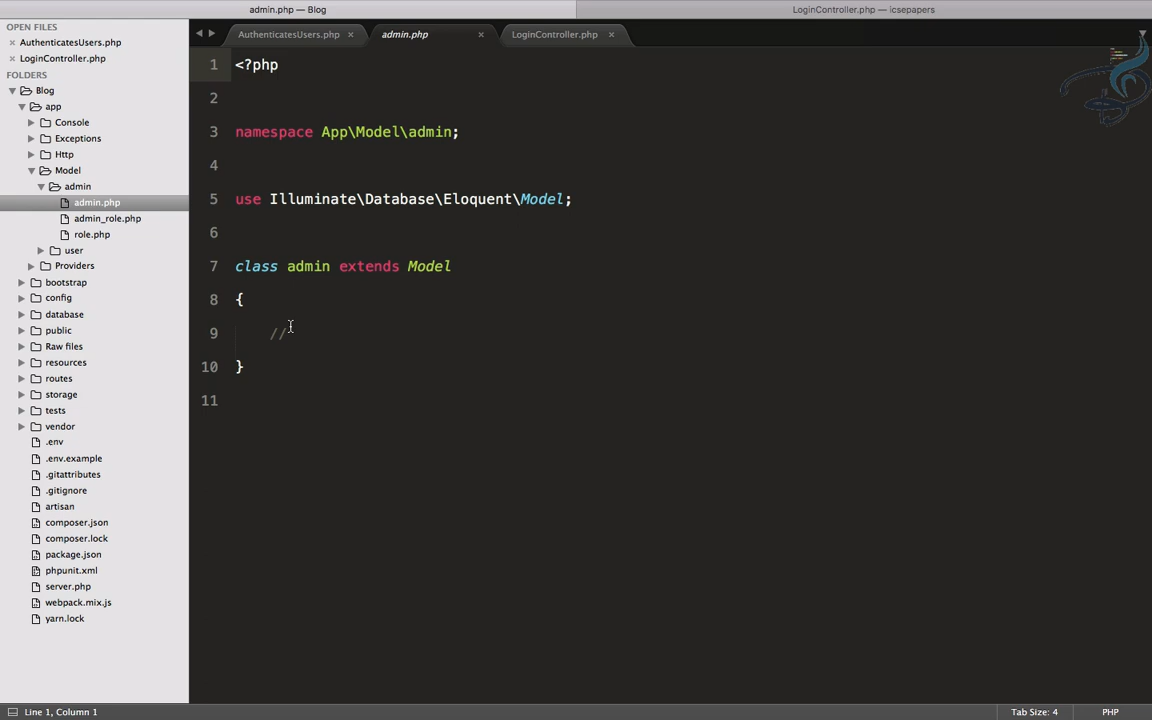 admin.php — Blog
LoginController.php — icsepapers
OPEN FILES
AuthenticatesUsers.php
LoginController.php
FOLDERS
Blog
app
Console
Exceptions
Http
Model
admin
admin.php
admin_role.php
role.php
user
Providers
bootstrap
config
database
public
Raw files
resources
routes
storage
tests
vendor
.env
.env.example
.gitattributes
.gitignore
artisan
composer.json
composer.lock
package.json
phpunit.xml
server.php
webpack.mix.js
yarn.lock
AuthenticatesUsers.php
admin.php
LoginController.php
1 <?php
2
3 namespace App\Model\admin;
4
5 use Illuminate\Database\Eloquent\Model;
6
7 class admin extends Model
8 {
9 //
10 }
11
Line 1, Column 1
Tab Size: 4
PHP